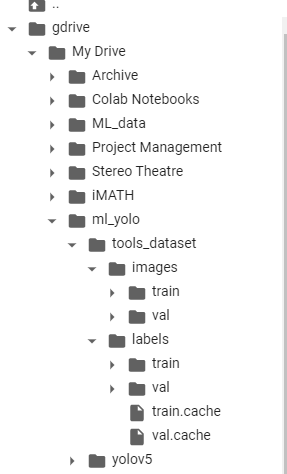 ..
gdrive
My Drive
Archive
Colab Notebooks
ML_data
Project Management
Stereo Theatre
iMATH
ml_yolo
tools_dataset
images
train
val
labels
train
val
train.cache
val.cache
yolov5